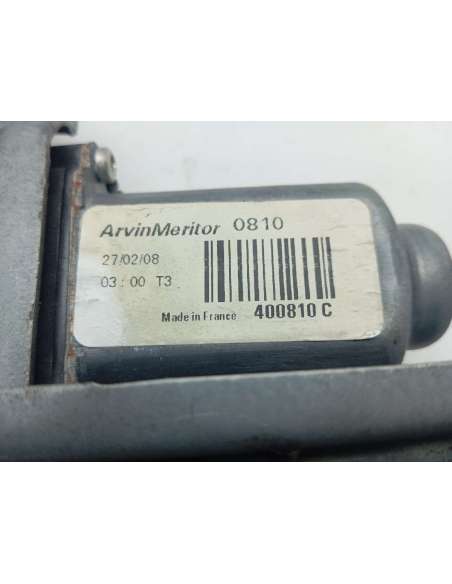 ArvinMeritor 0810
27/02/08
03:00 T3
Made in France 400810 C